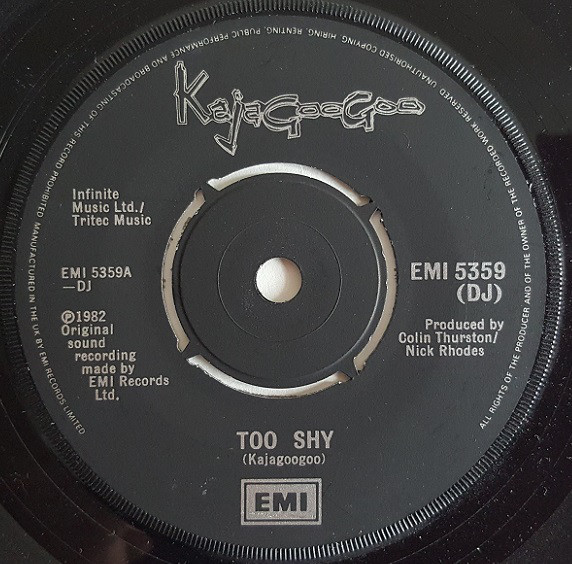 KajaGooGoo
Infinite
Music Ltd./
Tritec Music
EMI 5359A
—DJ
℗1982
Original
sound
recording
made by
EMI Records
Ltd.
EMI 5359
(DJ)
Produced by
Colin Thurston/
Nick Rhodes
TOO SHY
(Kajagoogoo)
EMI
MANUFACTURED IN THE UK BY EMI RECORDS LIMITED
ALL RIGHTS OF THE PRODUCER AND OF THE OWNER OF THE RECORDED WORK RESERVED UNAUTHORISED COPYING, HIRING, RENTING, PUBLIC PERFORMANCE AND BROADCASTING OF THIS RECORD PROHIBITED